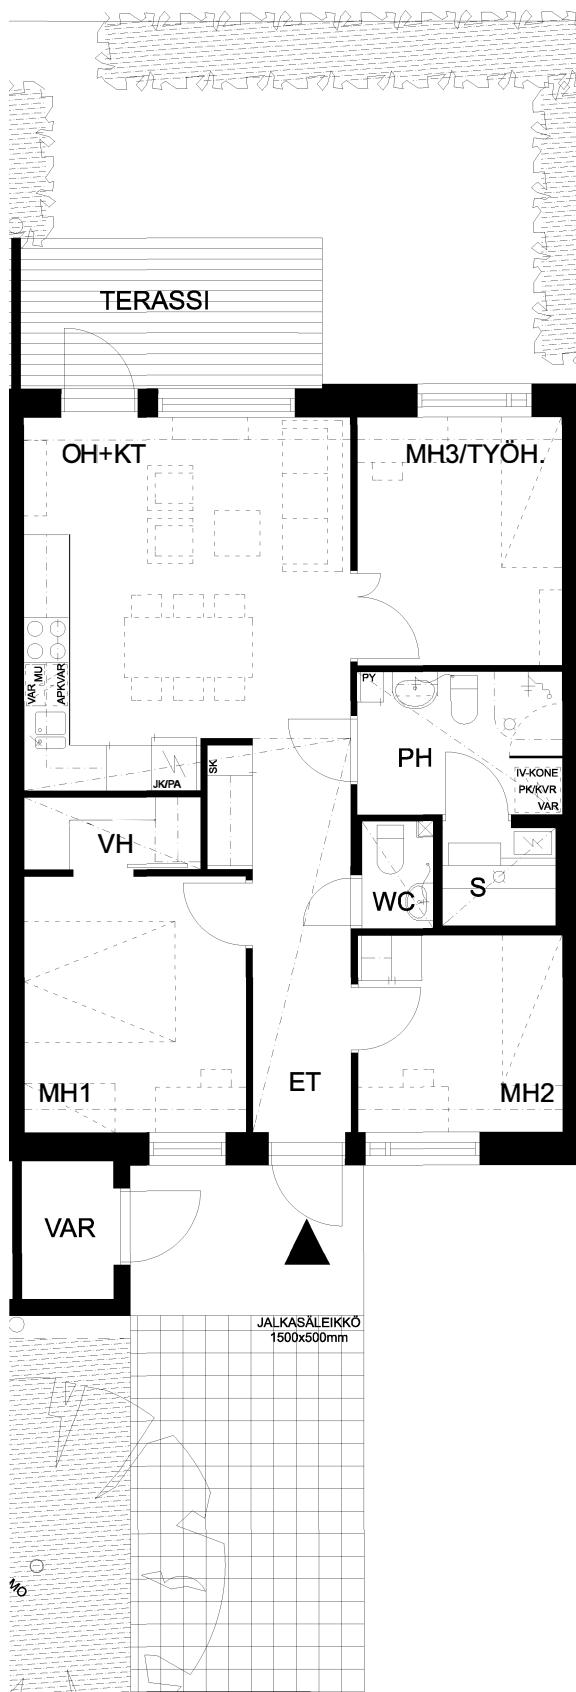 TERASSI
OH+KT
MH3/TYÖH.
VAR
MU
APKVAR
PY
PH
JK/PA
SK
IV-KONE
PK/KVR
VAR
VH
WC
S
MH1
ET
MH2
VAR
JALKASÄLEIKKÖ
1500x500mm
MO